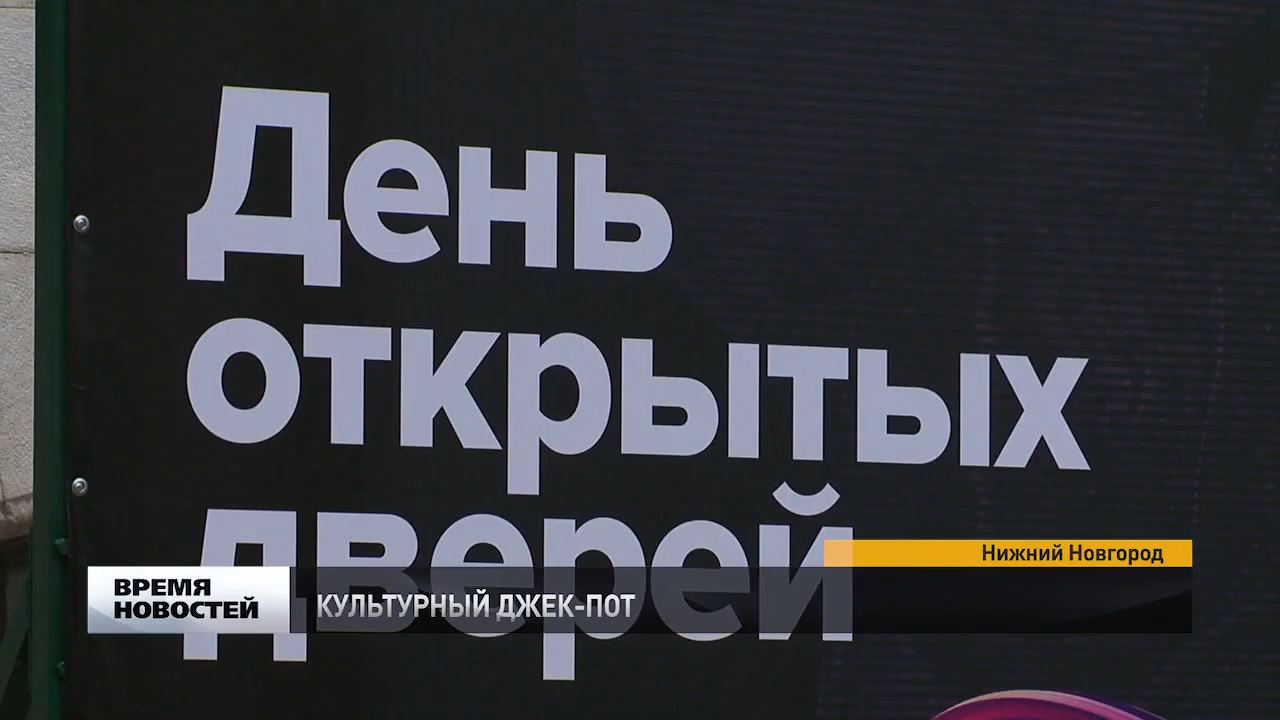 День
открытых
дверей
Нижний Новгород
ВРЕМЯ
НОВОСТЕЙ
КУЛЬТУРНЫЙ ДЖЕК-ПОТ